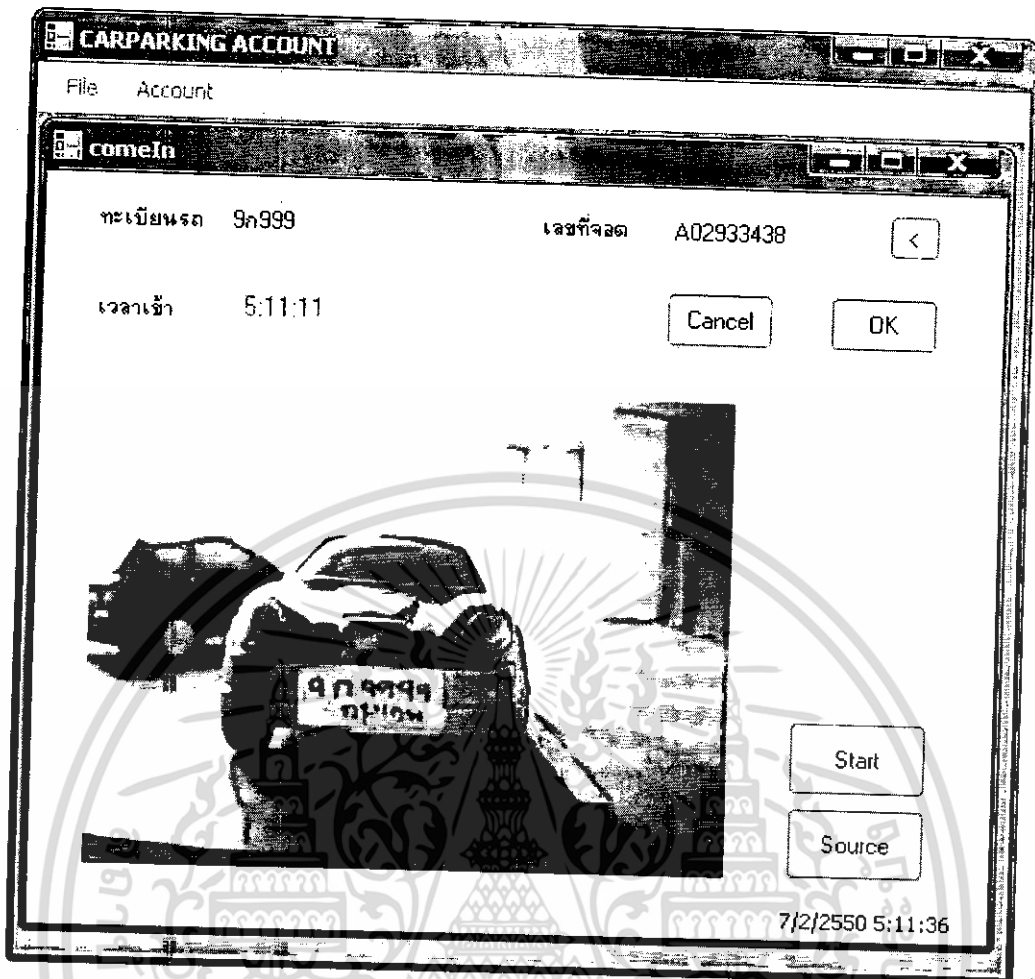 CARPARKING ACCOUNT
File Account
comeIn
ทะเบียนรถ 9ก999 เลขที่จอด A02933438 <
เวลาเข้า 5:11:11
Cancel OK
Start
Source
7/2/2550 5:11:36